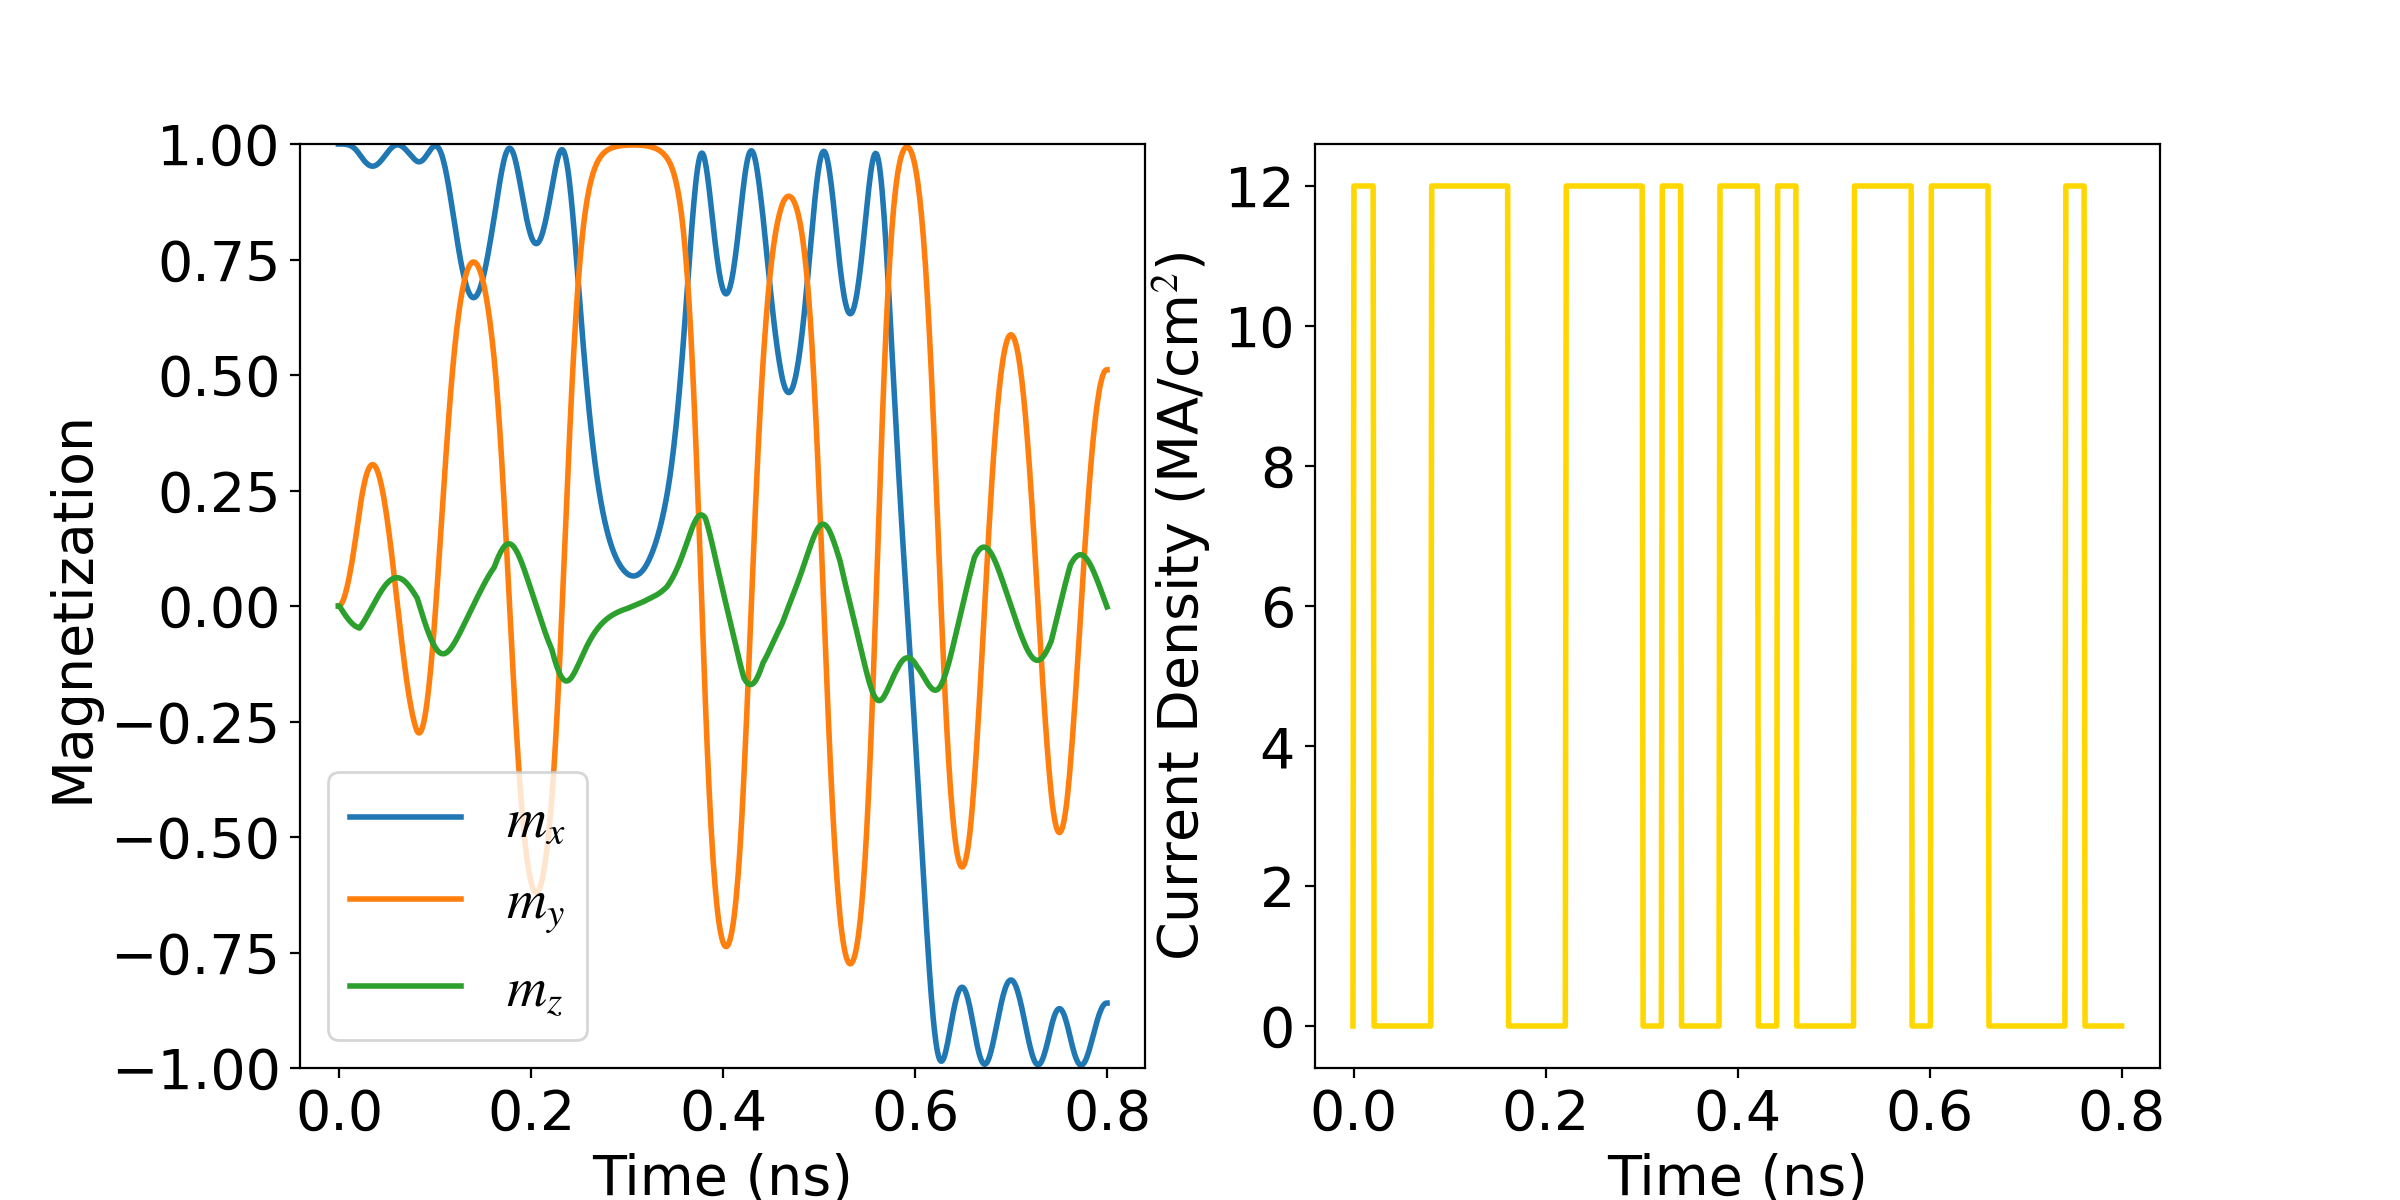 Magnetization
1.00
0.75
0.50
0.25
0.00
−0.25
−0.50
−0.75
−1.00
m_x
m_y
m_z
0.0 0.2 0.4 0.6 0.8
Time (ns)
Current Density (MA/cm²)
12
10
8
6
4
2
0
0.0 0.2 0.4 0.6 0.8
Time (ns)